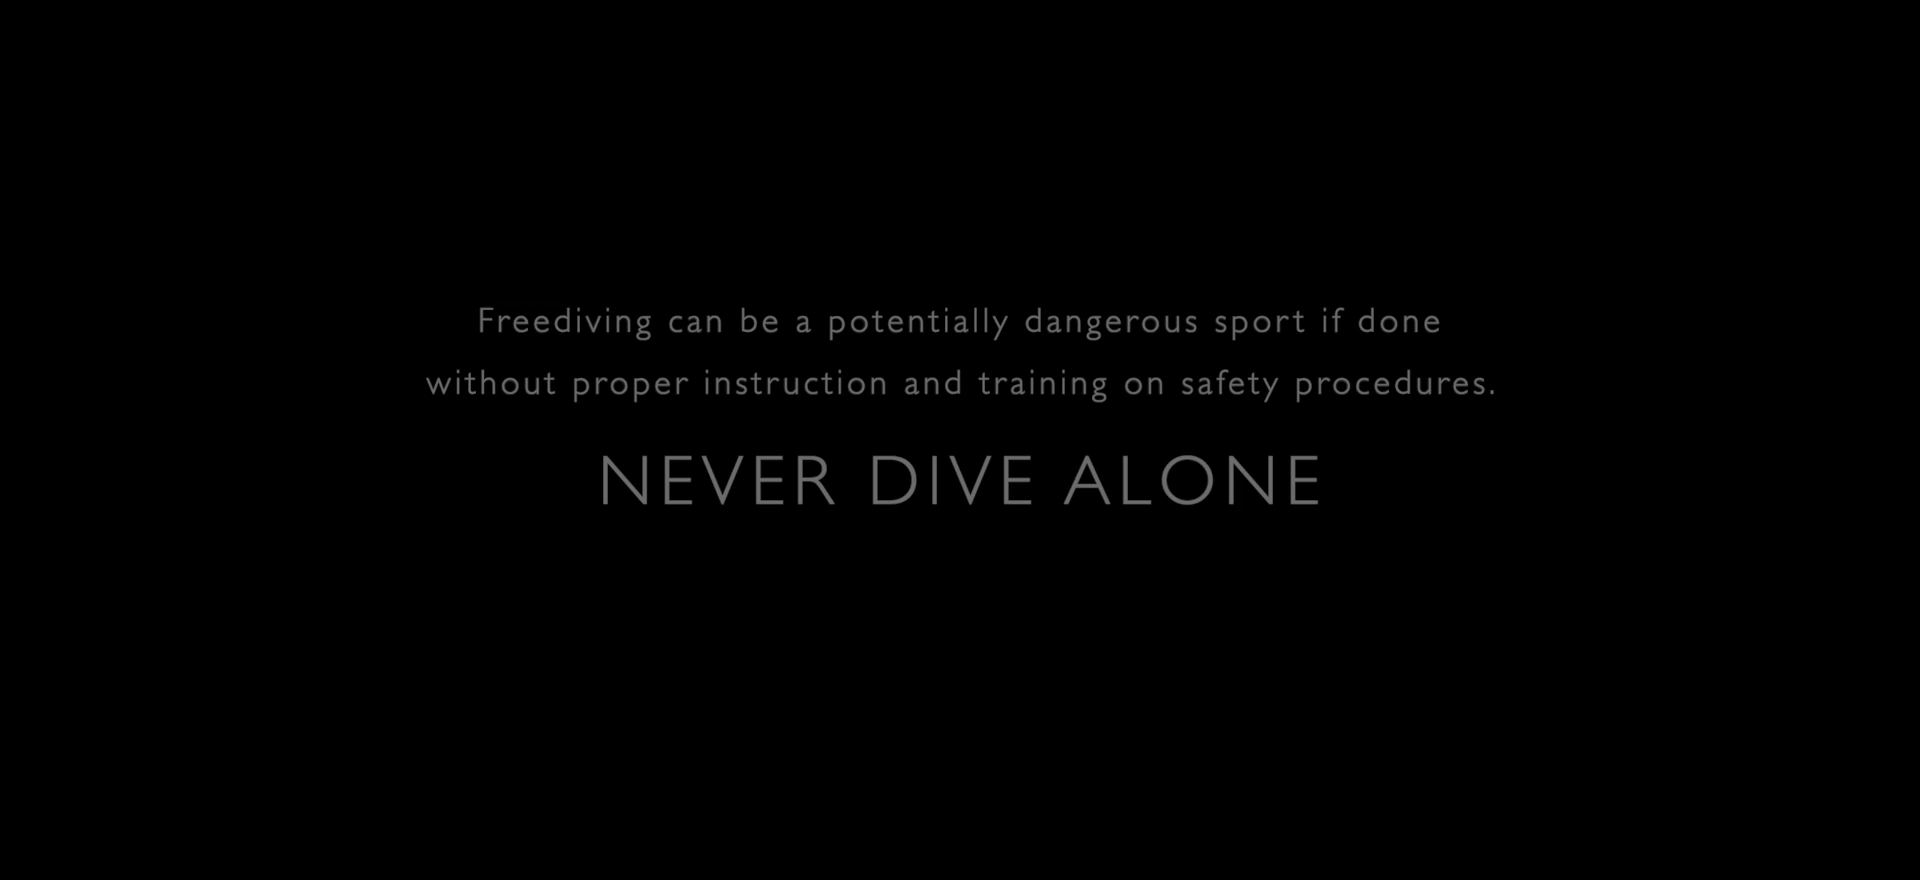 Freediving can be a potentially dangerous sport if done
without proper instruction and training on safety procedures.
NEVER DIVE ALONE